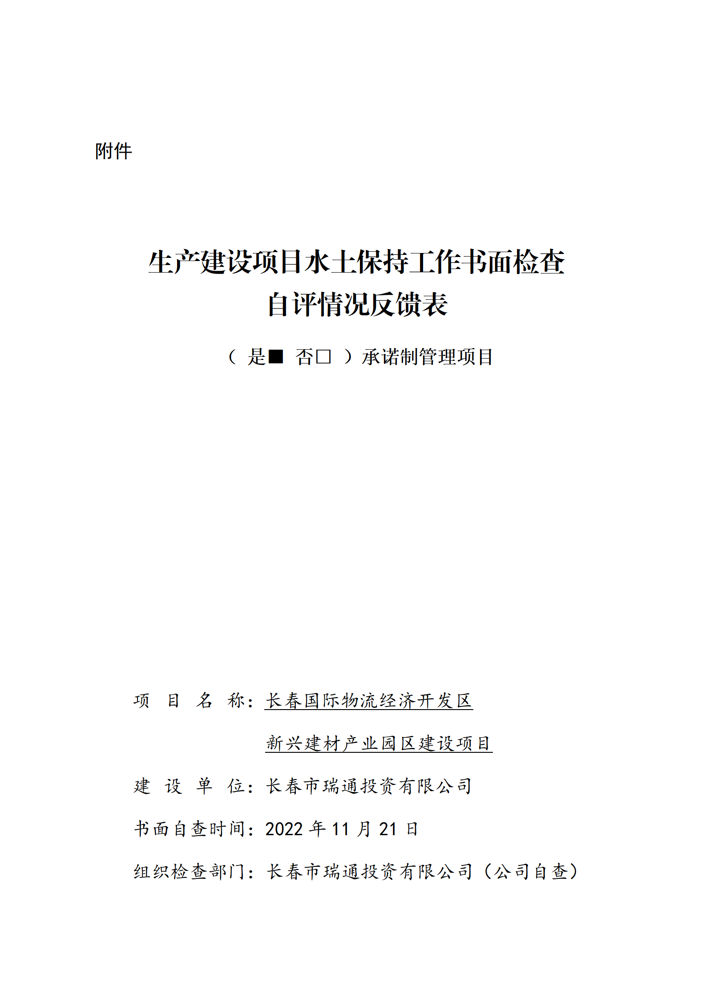 附件
生产建设项目水土保持工作书面检查
自评情况反馈表
（ 是■ 否□ ）承诺制管理项目
项 目 名 称：长春国际物流经济开发区
新兴建材产业园区建设项目
建 设 单 位：长春市瑞通投资有限公司
书面自查时间：2022 年 11 月 21 日
组织检查部门：长春市瑞通投资有限公司（公司自查）